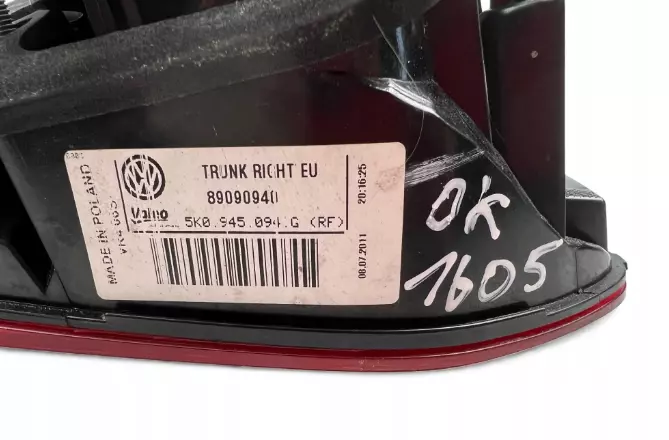 TRUNK RIGHT EU
89090940
Valeo
5K0.945.094.G (RF)
MADE IN POLAND
20:16:25
08.07.2011
OK
1605